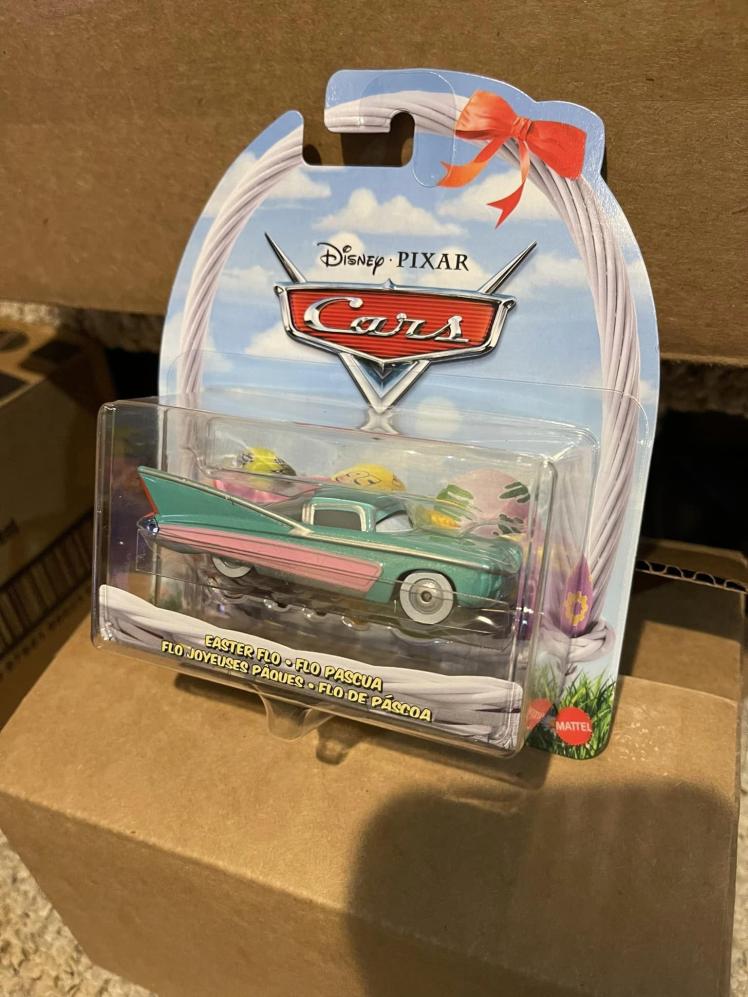 Disney · PIXAR
Cars
EASTER FLO • FLO PASCUA
FLO JOYEUSES PÂQUES • FLO DE PÁSCOA
MATTEL